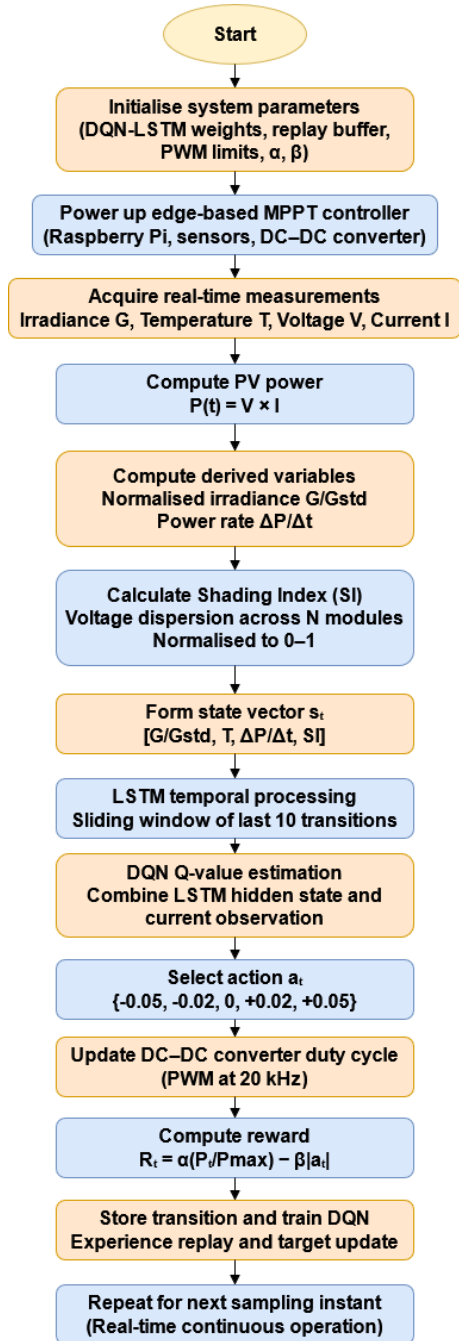 Start
Initialise system parameters
(DQN-LSTM weights, replay buffer,
PWM limits, α, β)
Power up edge-based MPPT controller
(Raspberry Pi, sensors, DC–DC converter)
Acquire real-time measurements
Irradiance G, Temperature T, Voltage V, Current I
Compute PV power
P(t) = V × I
Compute derived variables
Normalised irradiance G/Gstd
Power rate ΔP/Δt
Calculate Shading Index (SI)
Voltage dispersion across N modules
Normalised to 0–1
Form state vector sₜ
[G/Gstd, T, ΔP/Δt, SI]
LSTM temporal processing
Sliding window of last 10 transitions
DQN Q-value estimation
Combine LSTM hidden state and
current observation
Select action aₜ
{-0.05, -0.02, 0, +0.02, +0.05}
Update DC–DC converter duty cycle
(PWM at 20 kHz)
Compute reward
Rₜ = α(Pₜ/Pmax) − β|aₜ|
Store transition and train DQN
Experience replay and target update
Repeat for next sampling instant
(Real-time continuous operation)